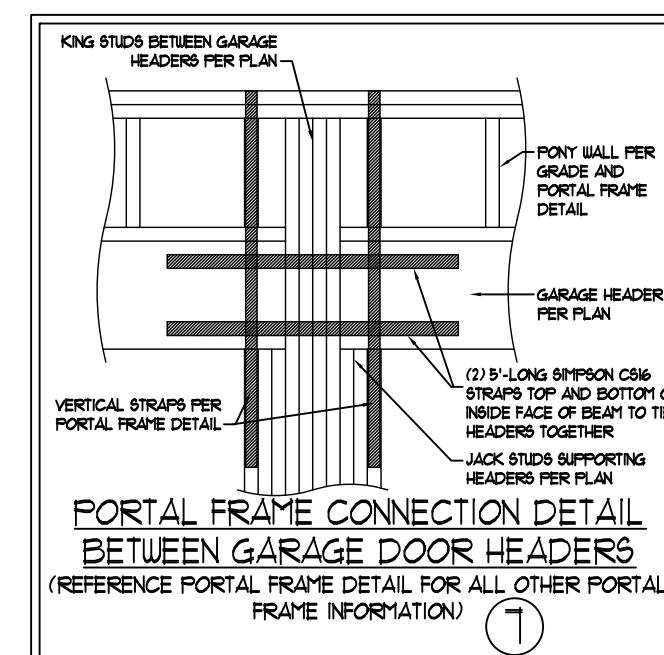 KING STUDS BETWEEN GARAGE
HEADERS PER PLAN
PONY WALL PER
GRADE AND
PORTAL FRAME
DETAIL
GARAGE HEADER
PER PLAN
(2) 5'-LONG SIMPSON CS16
STRAPS TOP AND BOTTOM
INSIDE FACE OF BEAM TO
HEADERS TOGETHER
VERTICAL STRAPS PER
PORTAL FRAME DETAIL
JACK STUDS SUPPORTING
HEADERS PER PLAN
PORTAL FRAME CONNECTION DETAIL
BETWEEN GARAGE DOOR HEADERS
(REFERENCE PORTAL FRAME DETAIL FOR ALL OTHER PORTAL
FRAME INFORMATION)
7